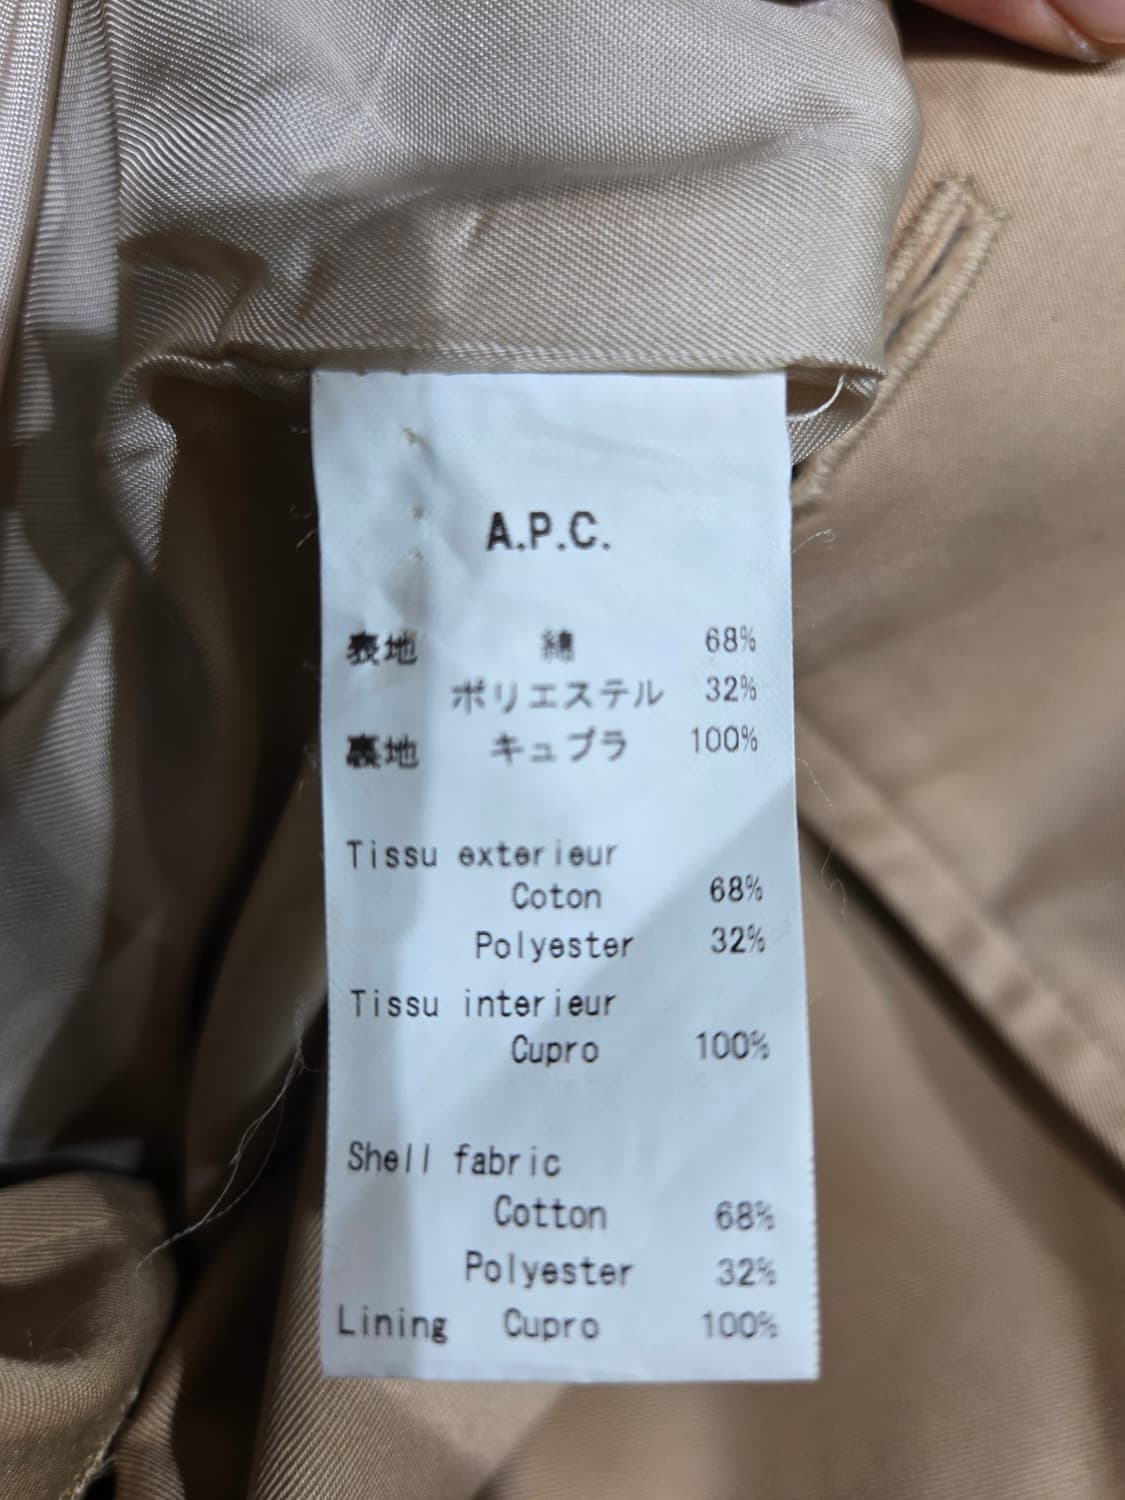 A.P.C.
表地 綿 68%
ポリエステル 32%
裏地 キュプラ 100%
Tissu exterieur
Coton 68%
Polyester 32%
Tissu interieur
Cupro 100%
Shell fabric
Cotton 68%
Polyester 32%
Lining Cupro 100%